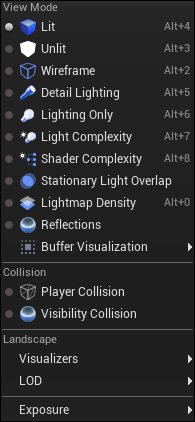 View Mode
Lit Alt+4
Unlit Alt+3
Wireframe Alt+2
Detail Lighting Alt+5
Lighting Only Alt+6
Light Complexity Alt+7
Shader Complexity Alt+8
Stationary Light Overlap
Lightmap Density Alt+0
Reflections
Buffer Visualization
Collision
Player Collision
Visibility Collision
Landscape
Visualizers
LOD
Exposure